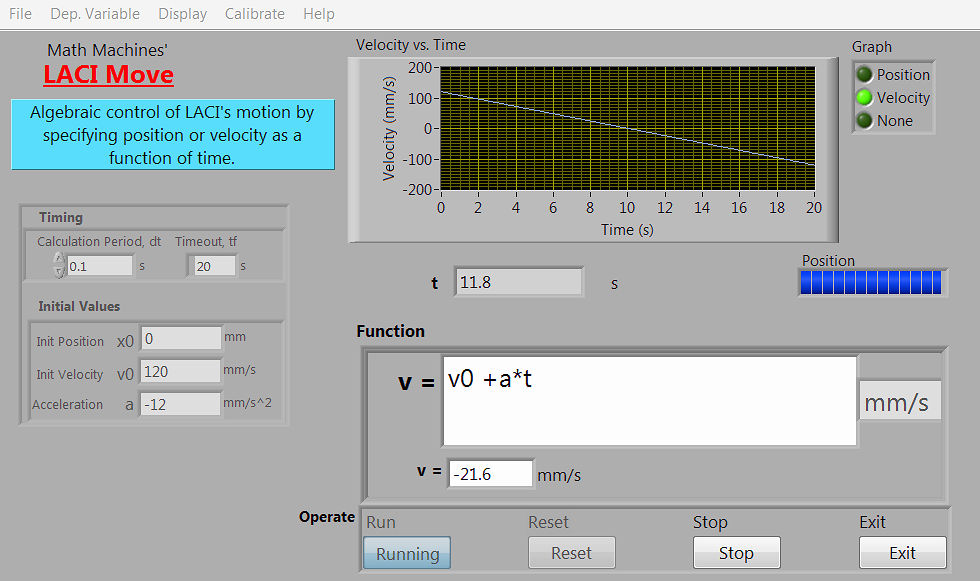 File Dep. Variable Display Calibrate Help
Math Machines'
LACI Move
Algebraic control of LACI's motion by
specifying position or velocity as a
function of time.
Velocity vs. Time
Velocity (mm/s)
200
100
0
-100
-200
0 2 4 6 8 10 12 14 16 18 20
Time (s)
Graph
Position
Velocity
None
Timing
Calculation Period, dt Timeout, tf
0.1 s 20 s
Initial Values
Init Position x0 0 mm
Init Velocity v0 120 mm/s
Acceleration a -12 mm/s^2
t 11.8 s
Position
Function
v = v0 +a*t mm/s
v = -21.6 mm/s
Operate
Run Reset Stop Exit
Running Reset Stop Exit